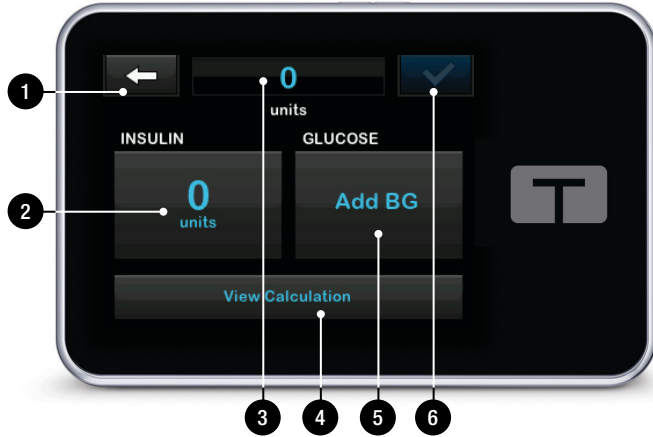 0
units
INSULIN
GLUCOSE
0
units
Add BG
View Calculation
T
1
2
3
4
5
6